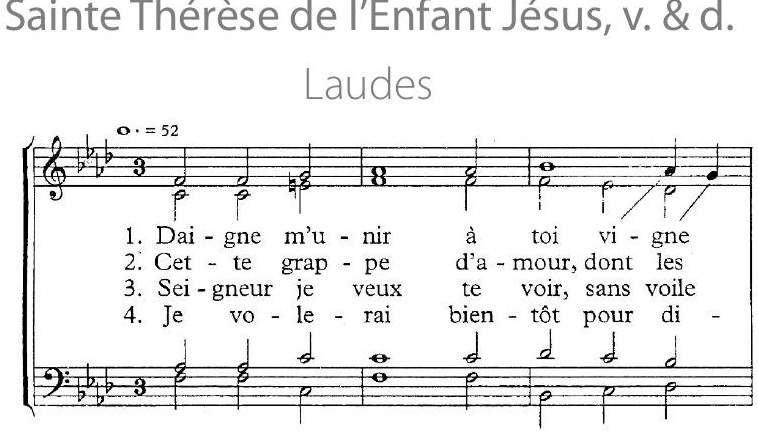 Sainte Thérèse de l'Enfant Jésus, v. & d.
Laudes
𝅝. = 52
3
1. Dai - gne m'u - nir à toi vi - gne
2. Cet - te grap - pe d'a - mour, dont les
3. Sei - gneur je veux te voir, sans voile
4. Je vo - le - rai bien - tôt pour di -
3